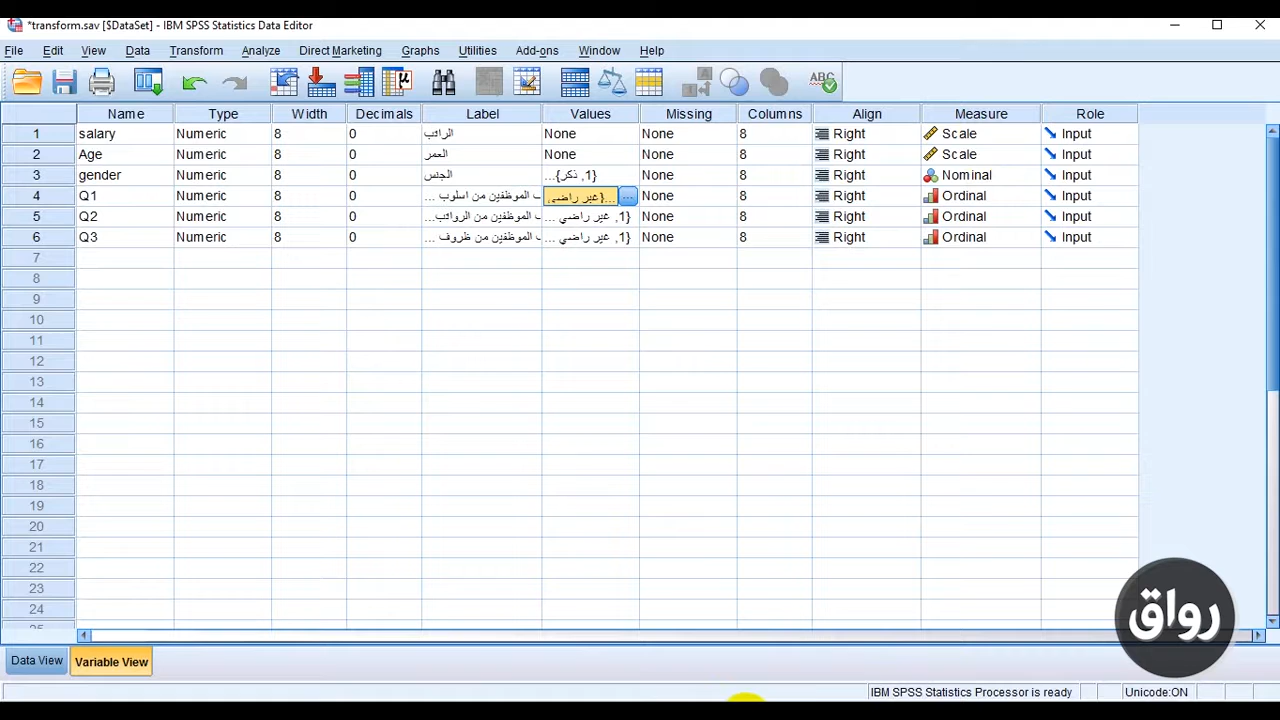 *transform.sav [$DataSet] - IBM SPSS Statistics Data Editor
File Edit View Data Transform Analyze Direct Marketing Graphs Utilities Add-ons Window Help
Name Type Width Decimals Label Values Missing Columns Align Measure Role
1 salary Numeric 8 0 الراتب None None 8 Right Scale Input
2 Age Numeric 8 0 العمر None None 8 Right Scale Input
3 gender Numeric 8 0 الجنس {1, ذكر}... None 8 Right Nominal Input
4 Q1 Numeric 8 0 ب الموظفين من اسلوب ... {غير راضي... ... None 8 Right Ordinal Input
5 Q2 Numeric 8 0 ب الموظفين من الرواتب... {1, غير راضي ... None 8 Right Ordinal Input
6 Q3 Numeric 8 0 ب الموظفين من ظروف ... {1, غير راضي ... None 8 Right Ordinal Input
7
8
9
10
11
12
13
14
15
16
17
18
19
20
21
22
23
24
25
رواق
Data View Variable View
IBM SPSS Statistics Processor is ready Unicode:ON